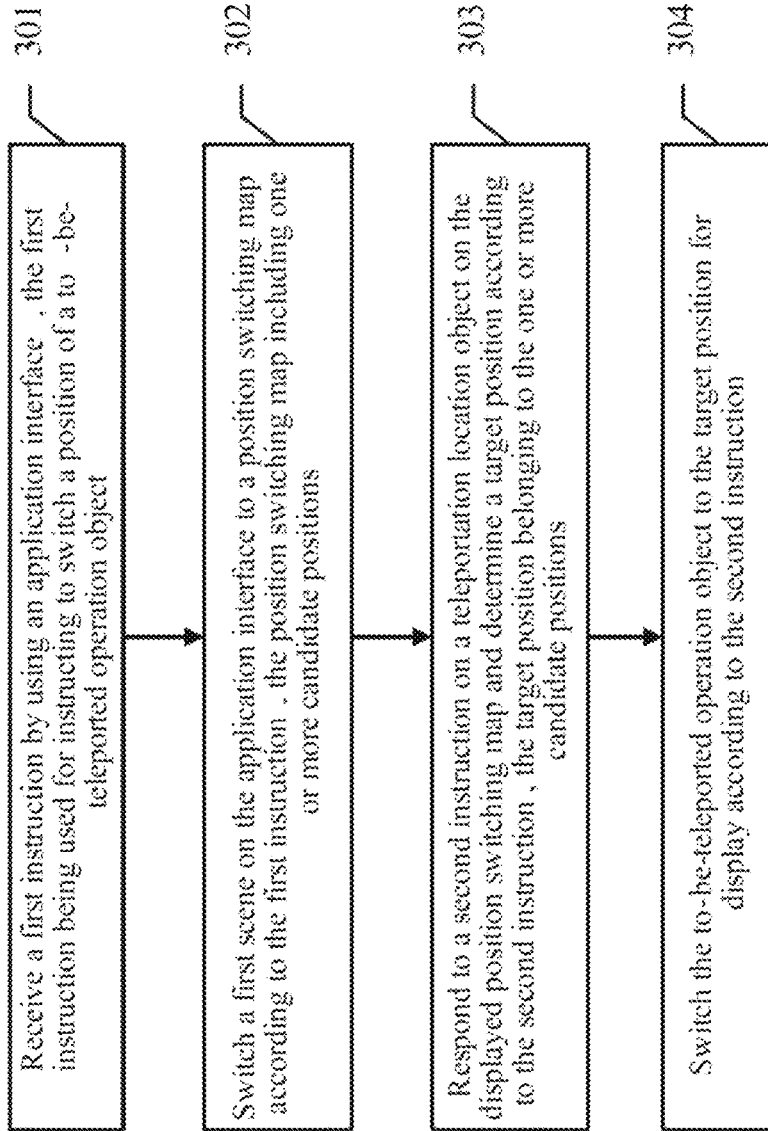 Receive a first instruction by using an application interface , the first
instruction being used for instructing to switch a position of a to -be-
teleported operation object
301
Switch a first scene on the application interface to a position switching map
according to the first instruction , the position switching map including one
or more candidate positions
302
Respond to a second instruction on a teleportation location object on the
displayed position switching map and determine a target position according
to the second instruction , the target position belonging to the one or more
candidate positions
303
Switch the to-be-teleported operation object to the target position for
display according to the second instruction
304